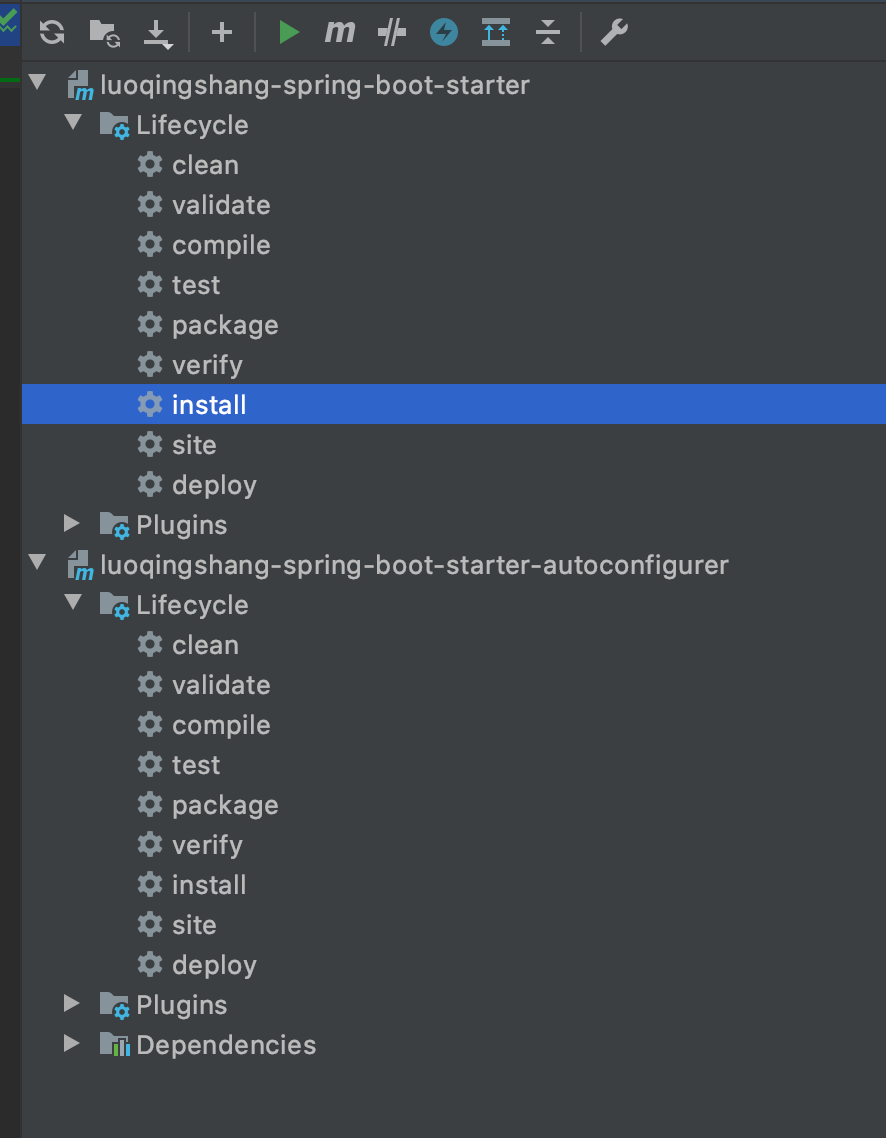 luoqingshang-spring-boot-starter
Lifecycle
clean
validate
compile
test
package
verify
install
site
deploy
Plugins
luoqingshang-spring-boot-starter-autoconfigurer
Lifecycle
clean
validate
compile
test
package
verify
install
site
deploy
Plugins
Dependencies